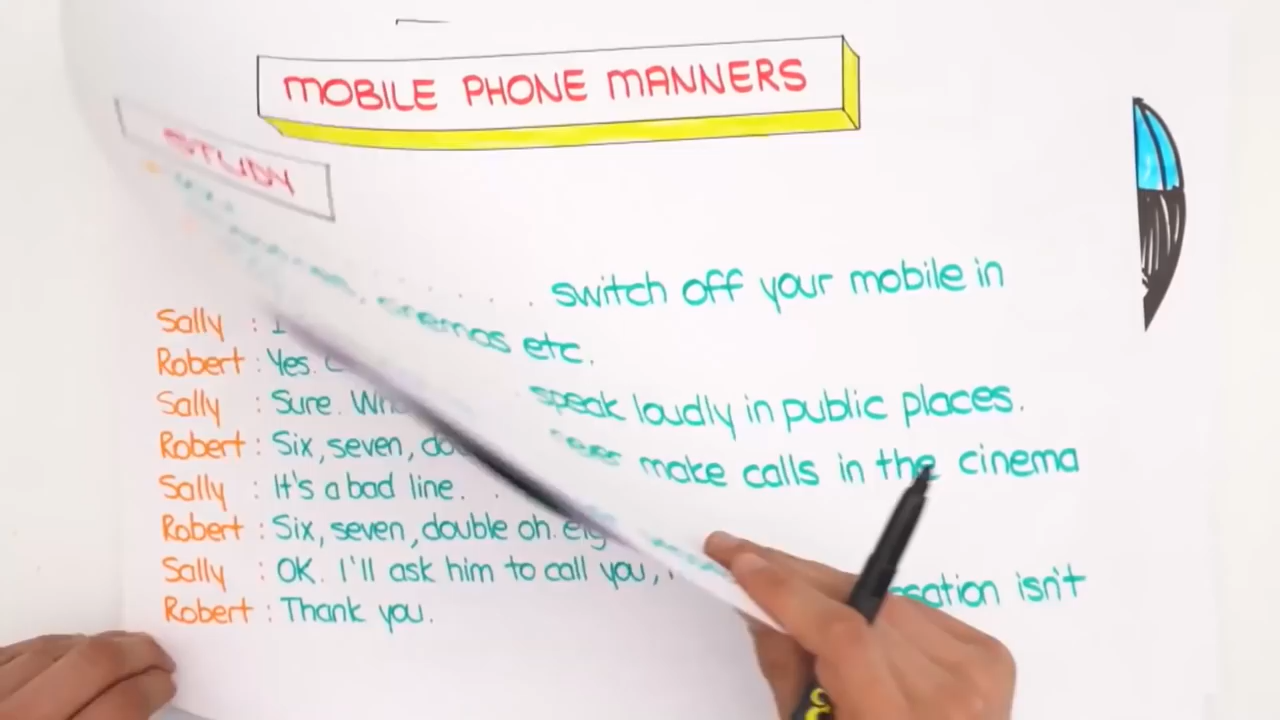 MOBILE PHONE MANNERS
STUDY
switch off your mobile in
cinemas etc.
speak loudly in public places.
never make calls in the cinema
isn't
Sally :
Robert : Yes.
Sally : Sure.
Robert : Six, seven,
Sally : It's a bad line.
Robert : Six, seven, double oh.
Sally : OK. I'll ask him to call you,
Robert : Thank you.